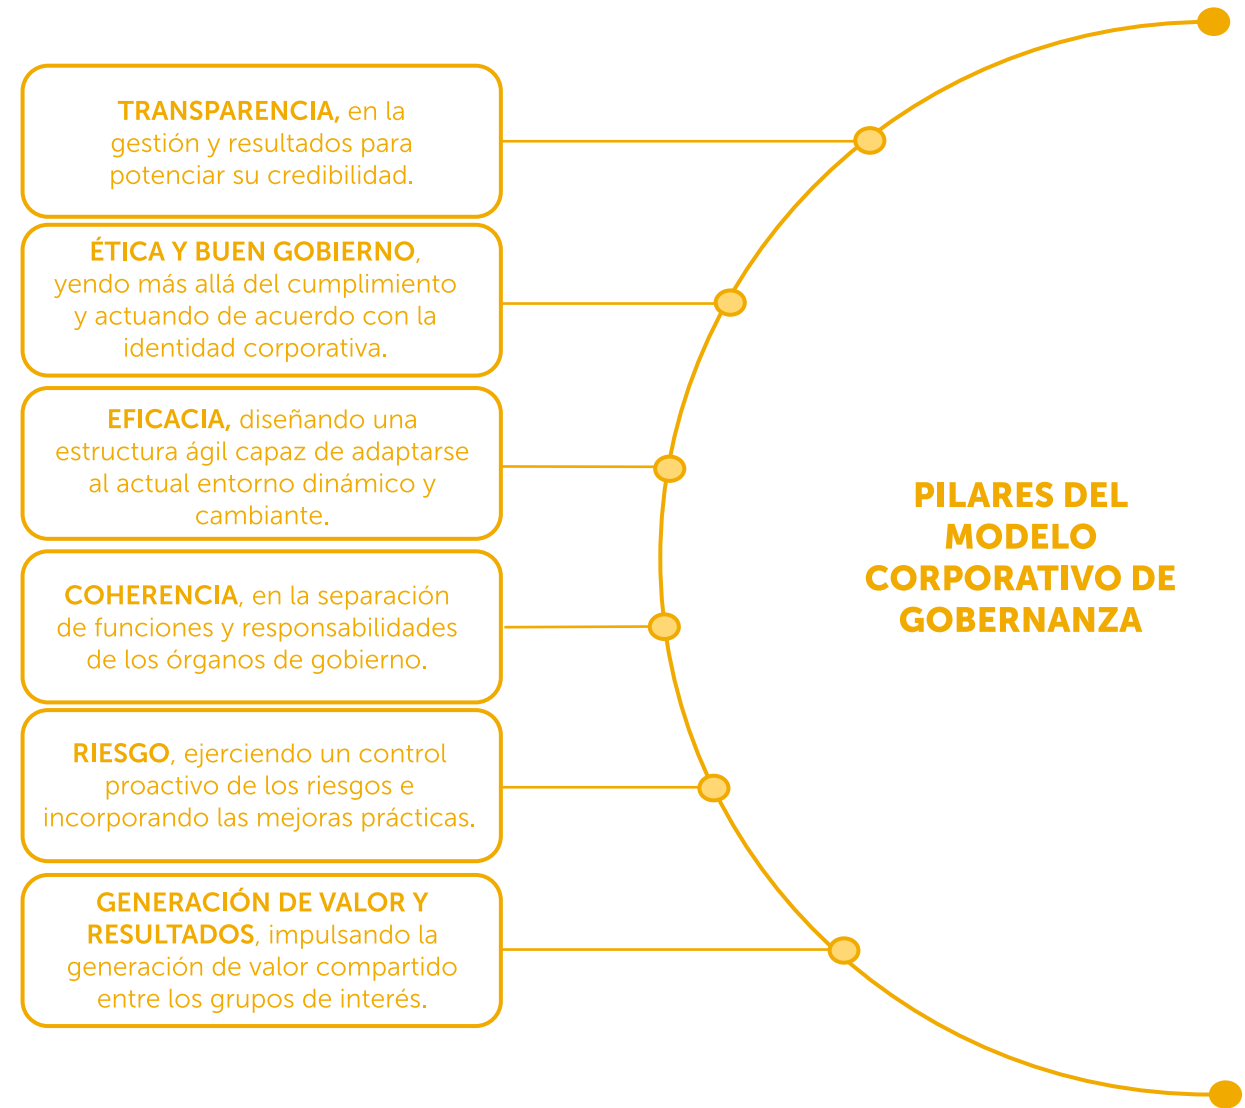 TRANSPARENCIA, en la
gestión y resultados para
potenciar su credibilidad.
ÉTICA Y BUEN GOBIERNO,
yendo más allá del cumplimiento
y actuando de acuerdo con la
identidad corporativa.
EFICACIA, diseñando una
estructura ágil capaz de adaptarse
al actual entorno dinámico y
cambiante.
COHERENCIA, en la separación
de funciones y responsabilidades
de los órganos de gobierno.
RIESGO, ejerciendo un control
proactivo de los riesgos e
incorporando las mejoras prácticas.
GENERACIÓN DE VALOR Y
RESULTADOS, impulsando la
generación de valor compartido
entre los grupos de interés.
PILARES DEL
MODELO
CORPORATIVO DE
GOBERNANZA